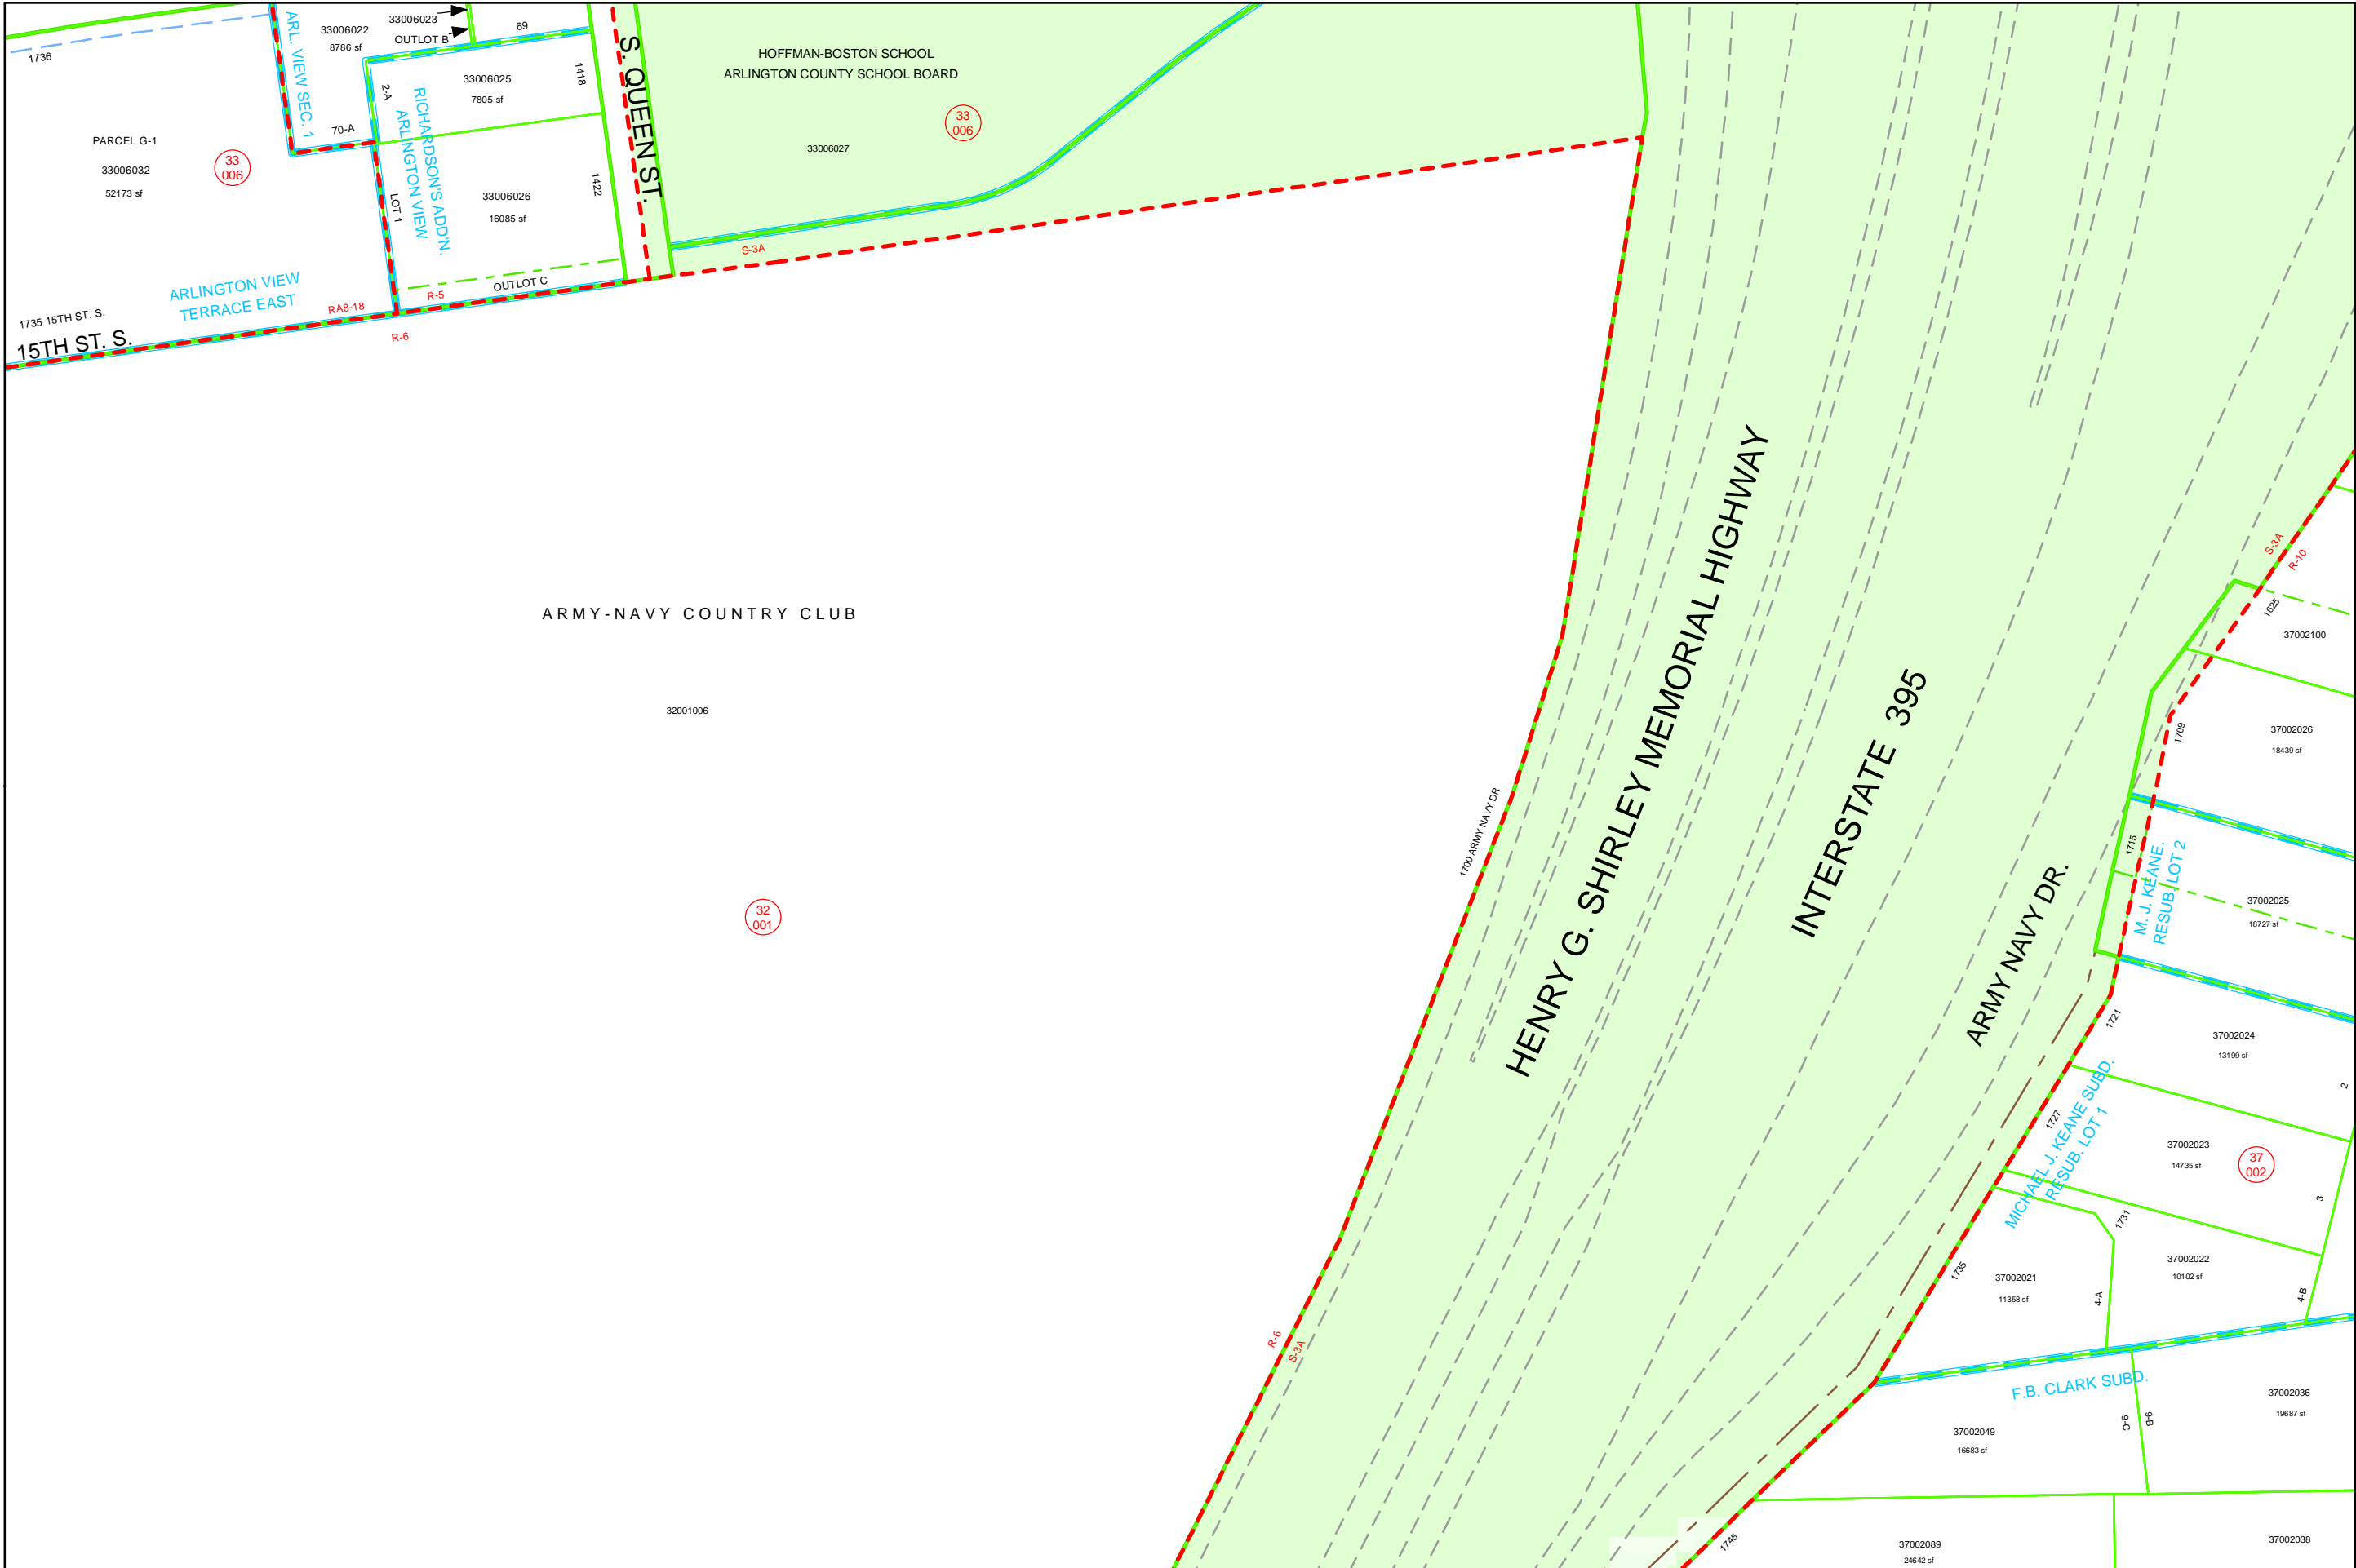 1736
PARCEL G-1
33006032
52173 sf
33
006
ARL. VIEW SEC. 1
33006022
8786 sf
33006023
OUTLOT B
69
2-A
70-A
33006025
7805 sf
1418
RICHARDSON'S ADD'N.
ARLINGTON VIEW
LOT 1
33006026
16085 sf
1422
S. QUEEN ST.
HOFFMAN-BOSTON SCHOOL
ARLINGTON COUNTY SCHOOL BOARD
33006027
33
006
S-3A
OUTLOT C
R-5
RA8-18
R-6
ARLINGTON VIEW
TERRACE EAST
1735 15TH ST. S.
15TH ST. S.
ARMY-NAVY COUNTRY CLUB
32001006
32
001
1700 ARMY NAVY DR
HENRY G. SHIRLEY MEMORIAL HIGHWAY
INTERSTATE 395
ARMY NAVY DR.
R-6
S-3A
S-3A
R-10
1625
37002100
1709
37002026
18439 sf
1715
M. J. KEANE.
RESUB. LOT 2
37002025
18727 sf
1721
37002024
13199 sf
2
MICHAEL J. KEANE SUBD.
RESUB. LOT 1
1727
37002023
14735 sf
37
002
3
1731
37002022
10102 sf
4-B
1735
37002021
11358 sf
4-A
F.B. CLARK SUBD.
37002036
19687 sf
9-C
9-B
37002049
16683 sf
1745
37002089
24642 sf
37002038